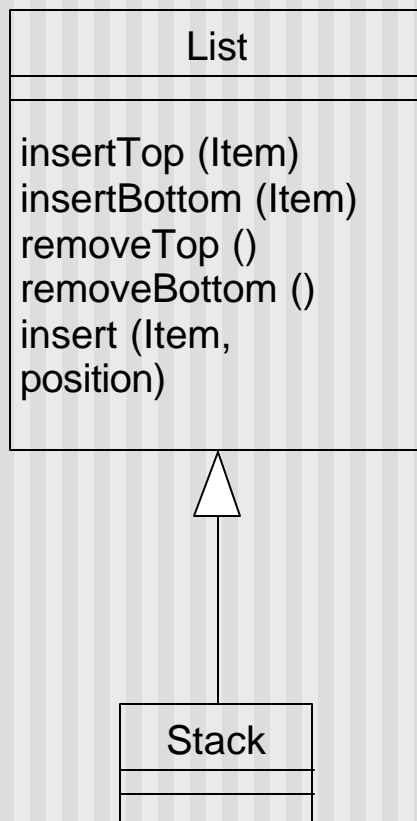 List
insertTop (Item)
insertBottom (Item)
removeTop ()
removeBottom ()
insert (Item,
position)
Stack